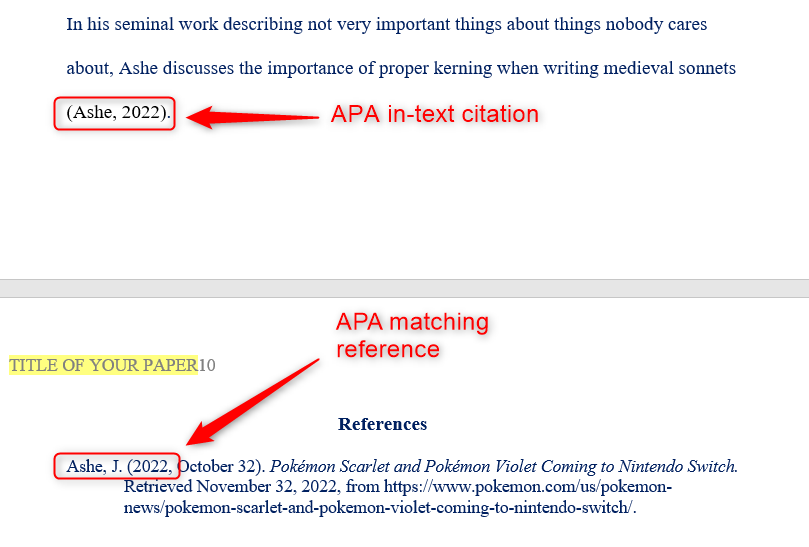 In his seminal work describing not very important things about things nobody cares
about, Ashe discusses the importance of proper kerning when writing medieval sonnets
(Ashe, 2022).
APA in-text citation
APA matching
reference
TITLE OF YOUR PAPER10
References
Ashe, J. (2022, October 32). Pokémon Scarlet and Pokémon Violet Coming to Nintendo Switch.
Retrieved November 32, 2022, from https://www.pokemon.com/us/pokemon-
news/pokemon-scarlet-and-pokemon-violet-coming-to-nintendo-switch/.